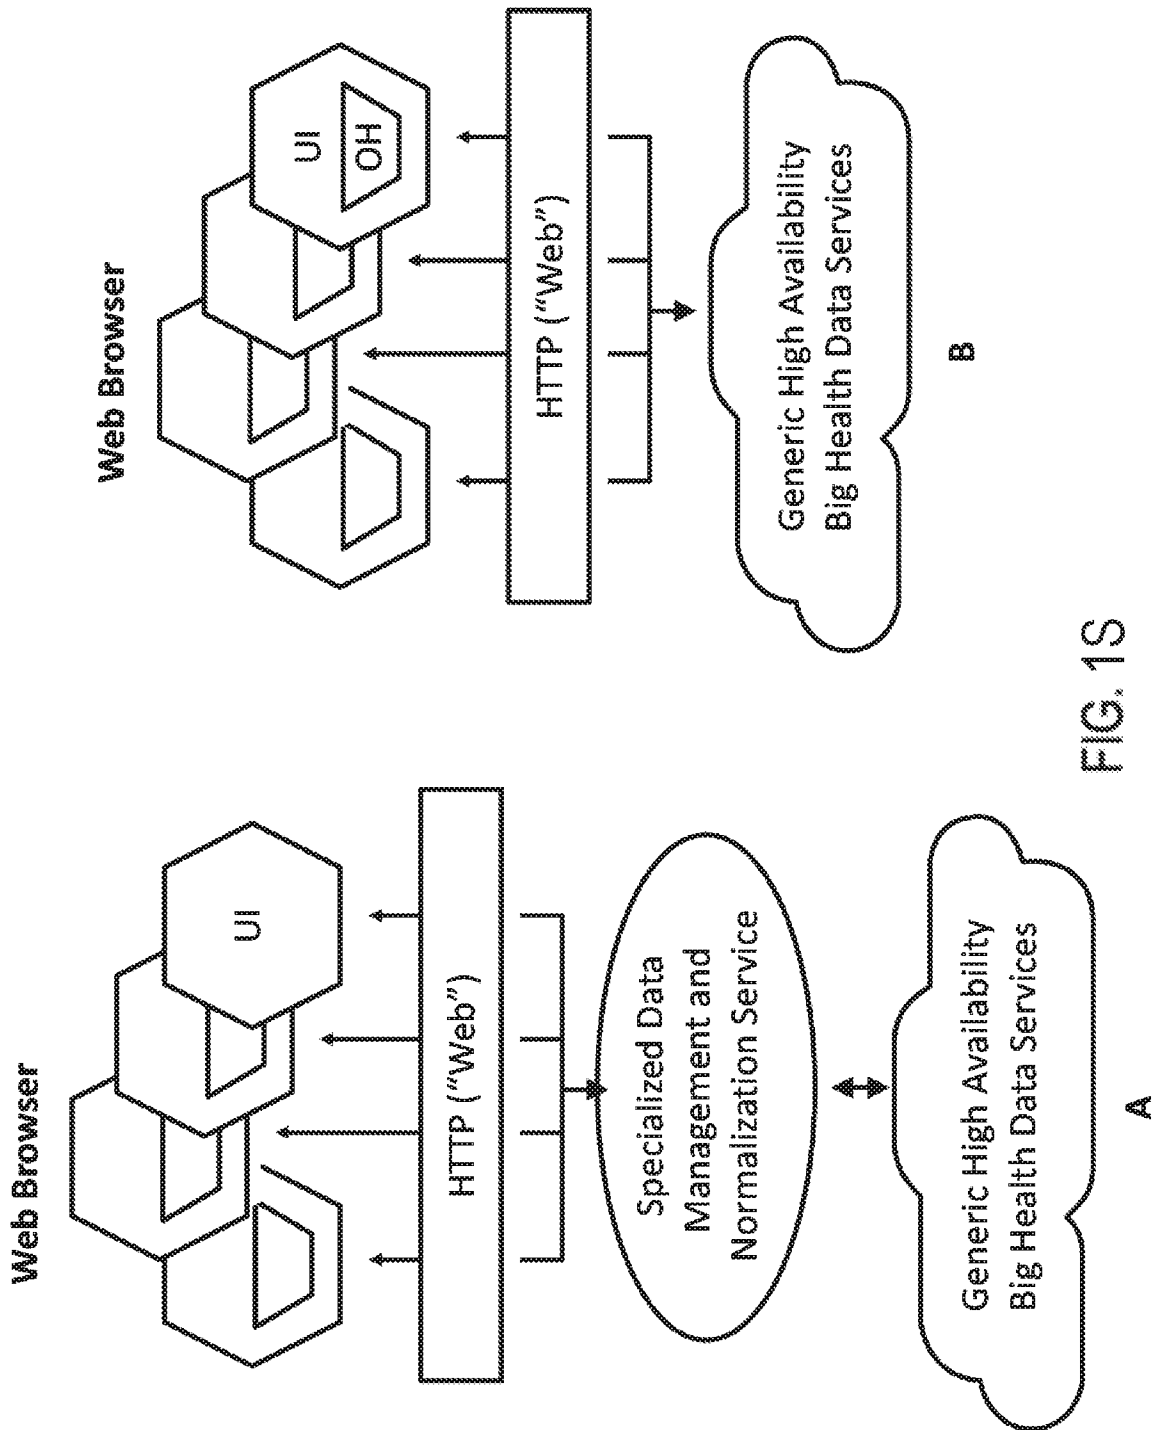 Web Browser
UI
HTTP (“Web”)
Specialized Data
Management and
Normalization Service
Generic High Availability
Big Health Data Services
A
Web Browser
UI
OH
HTTP (“Web”)
Generic High Availability
Big Health Data Services
B
FIG. 1S